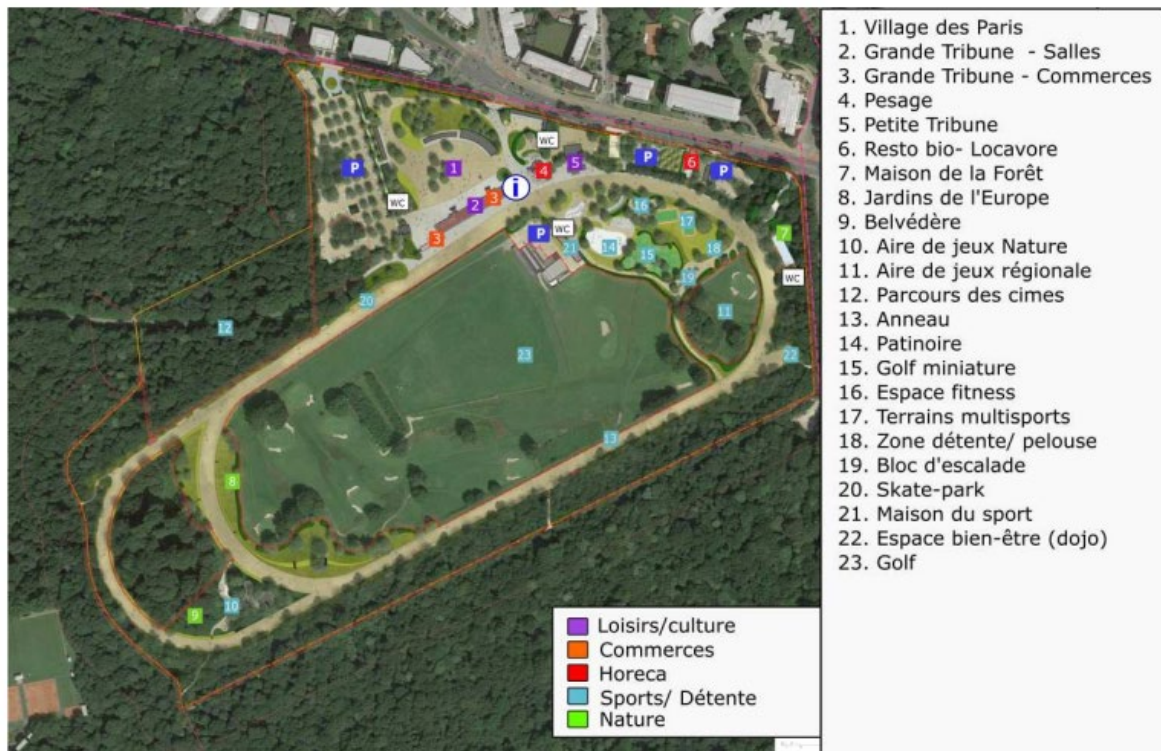 1. Village des Paris
2. Grande Tribune - Salles
3. Grande Tribune - Commerces
4. Pesage
5. Petite Tribune
6. Resto bio- Locavore
7. Maison de la Forêt
8. Jardins de l'Europe
9. Belvédère
10. Aire de jeux Nature
11. Aire de jeux régionale
12. Parcours des cimes
13. Anneau
14. Patinoire
15. Golf miniature
16. Espace fitness
17. Terrains multisports
18. Zone détente/ pelouse
19. Bloc d'escalade
20. Skate-park
21. Maison du sport
22. Espace bien-être (dojo)
23. Golf
WC
P
1
4
5
P
6
P
i
WC
2
3
3
16
17
P
WC
21
14
15
18
7
19
WC
20
11
12
23
22
13
8
9
10
Loisirs/culture
Commerces
Horeca
Sports/ Détente
Nature